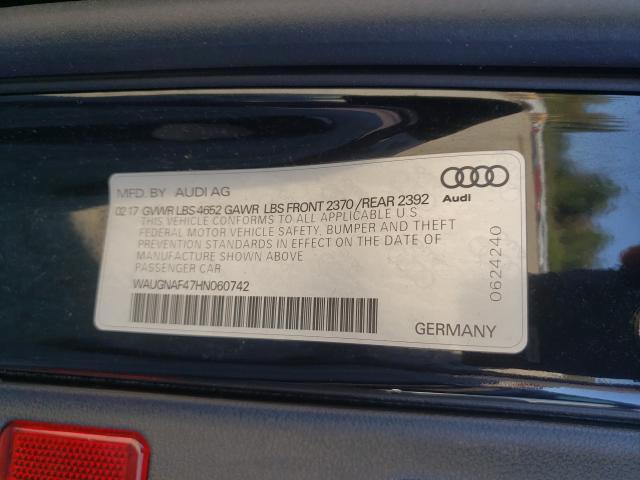 MFD. BY AUDI AG
02 17 GVWR LBS 4652 GAWR LBS FRONT 2370 /REAR 2392
THIS VEHICLE CONFORMS TO ALL APPLICABLE U.S.
FEDERAL MOTOR VEHICLE SAFETY, BUMPER AND THEFT
PREVENTION STANDARDS IN EFFECT ON THE DATE OF
MANUFACTURE SHOWN ABOVE
PASSENGER CAR
WAUGNAF47HN060742
GERMANY
Audi
0624240